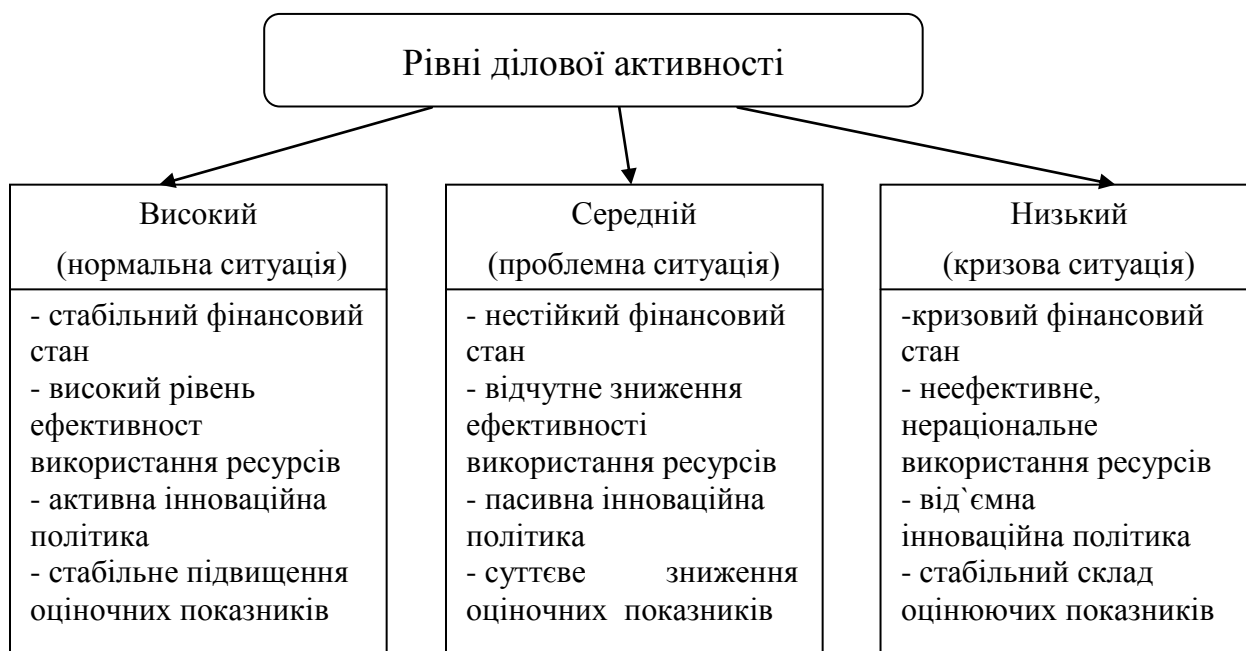 Рівні ділової активності
Високий
(нормальна ситуація)
- стабільний фінансовий
стан
- високий рівень
ефективност
використання ресурсів
- активна інноваційна
політика
- стабільне підвищення
оціночних показників
Середній
(проблемна ситуація)
- нестійкий фінансовий
стан
- відчутне зниження
ефективності
використання ресурсів
- пасивна інноваційна
політика
- суттєве зниження
оціночних показників
Низький
(кризова ситуація)
-кризовий фінансовий
стан
- неефективне,
нераціональне
використання ресурсів
- від`ємна
інноваційна політика
- стабільний склад
оцінюючих показників